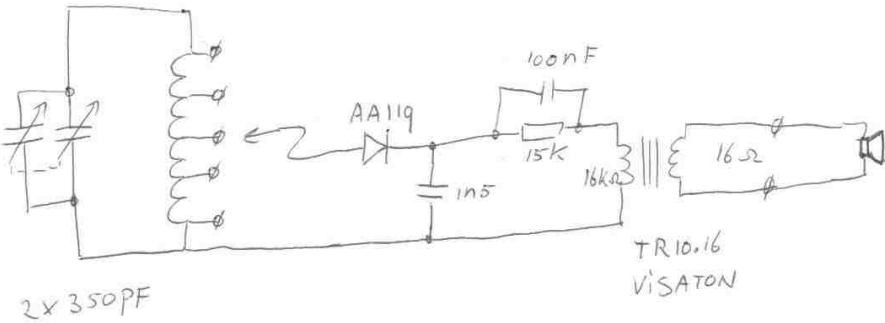 100nF
AA119
15K
1n5
16kΩ
16Ω
TR10.16
ViSATON
2x350PF